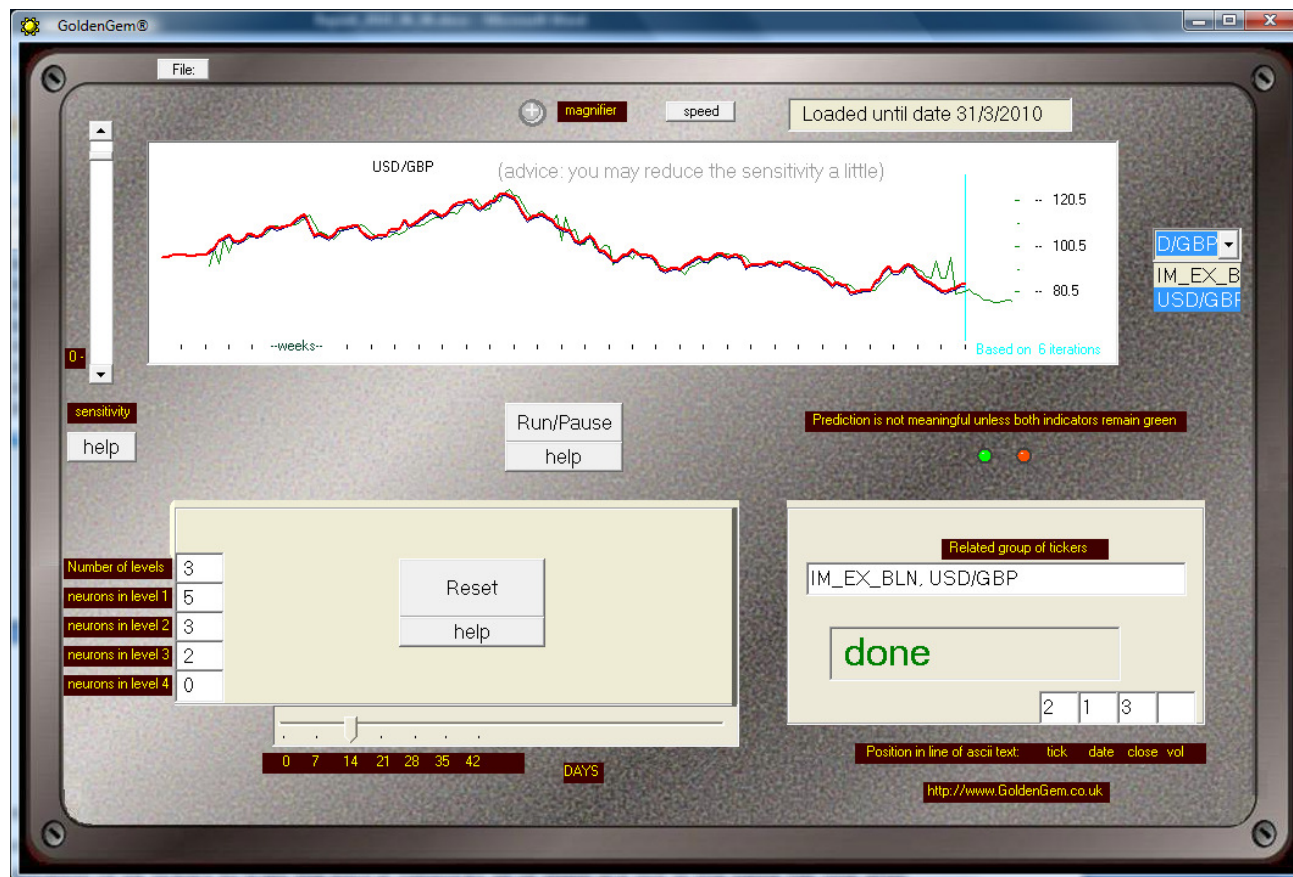 GoldenGem®
File:
magnifier
speed
Loaded until date 31/3/2010
USD/GBP
(advice: you may reduce the sensitivity a little)
-- 120.5
-- 100.5
-- 80.5
--weeks--
Based on 6 iterations
D/GBP
IM_EX_B
USD/GBP
0 -
sensitivity
help
Run/Pause
help
Prediction is not meaningful unless both indicators remain green
Number of levels 3
neurons in level 1 5
neurons in level 2 3
neurons in level 3 2
neurons in level 4 0
Reset
help
0 7 14 21 28 35 42
DAYS
Related group of tickers
IM_EX_BLN, USD/GBP
done
2 1 3
Position in line of ascii text: tick date close vol
http://www.GoldenGem.co.uk